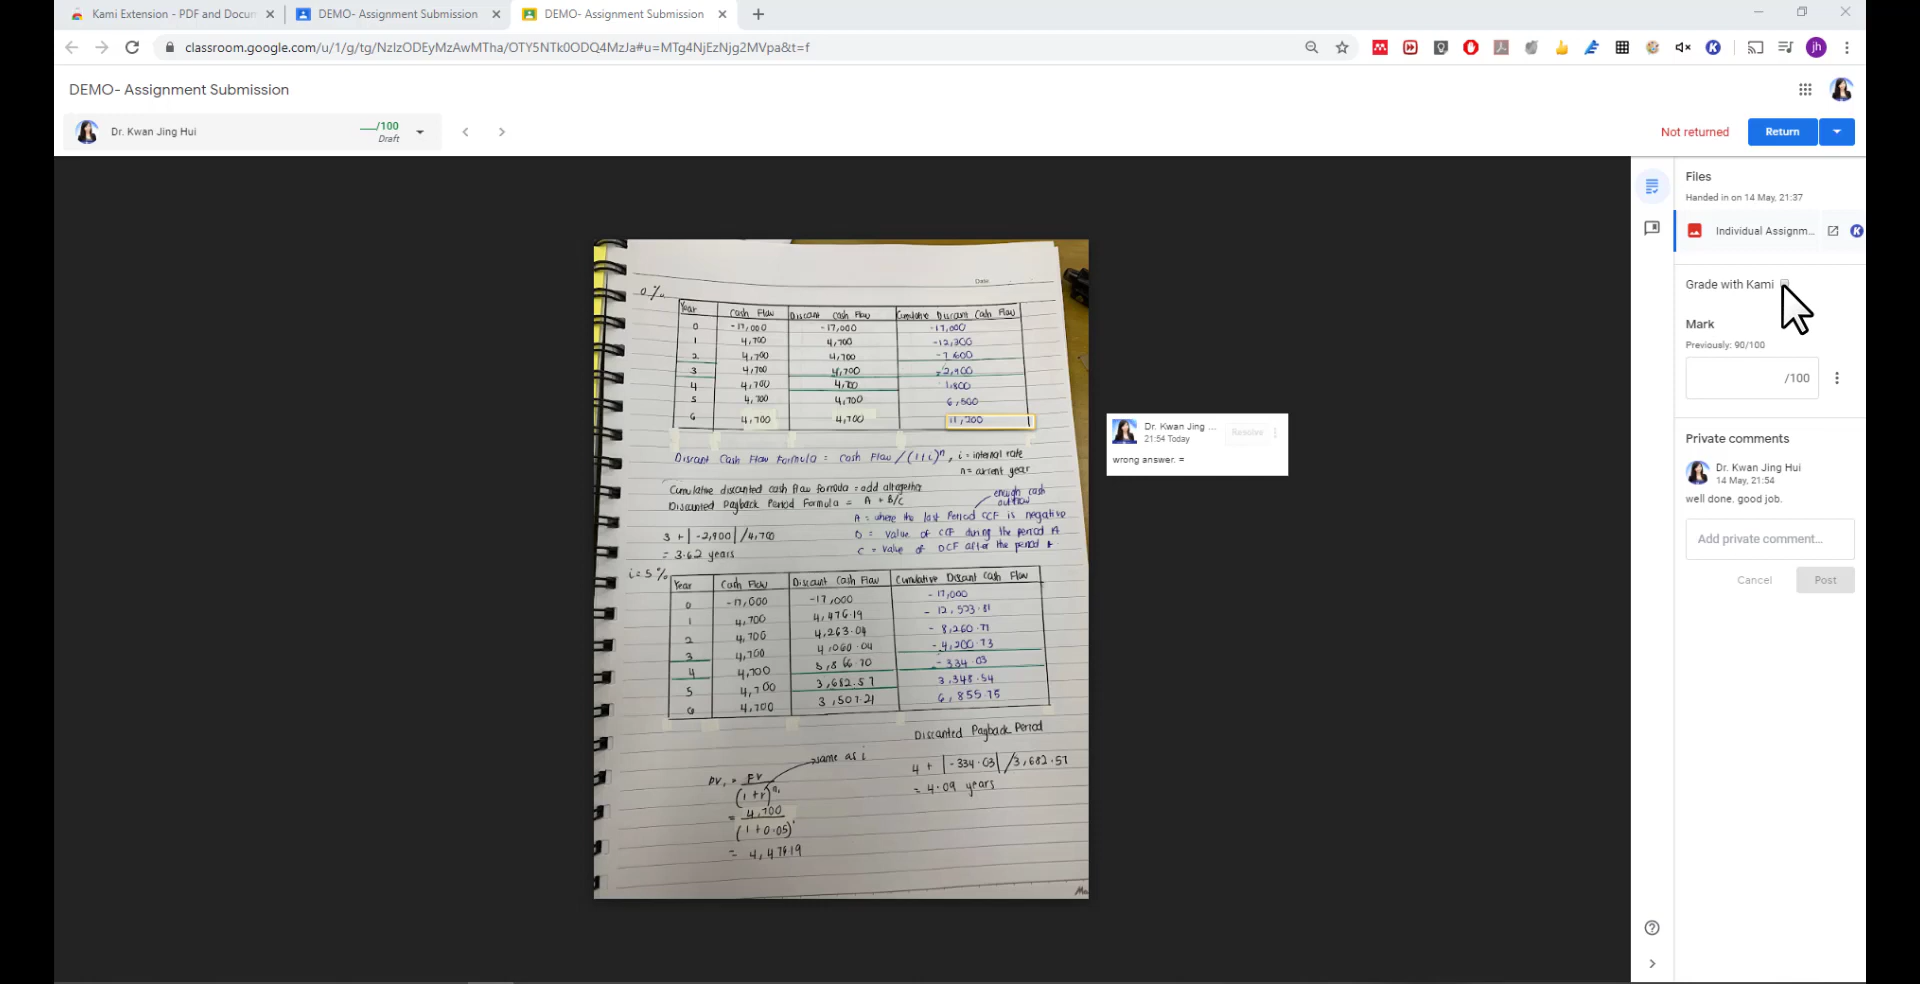 Kami Extension - PDF and Docum
DEMO- Assignment Submission
DEMO- Assignment Submission
classroom.google.com/u/1/g/tg/NzIzODEyMzAwMTha/OTY5NTk0ODQ4MzJa#u=MTg4NjEzNjg2MVpa&t=f
jh
DEMO- Assignment Submission
Dr. Kwan Jing Hui
/100
Draft
Not returned
Return
Files
Handed in on 14 May, 21:37
Individual Assignm...
Grade with Kami
Mark
Previously: 90/100
/100
Private comments
Dr. Kwan Jing Hui
14 May, 21:54
well done. good job.
Add private comment...
Cancel
Post
Dr. Kwan Jing ...
21:54 Today
Resolve
wrong answer. =
Date
0%
Year Cash Flow Discount Cash Flow Cumulative Discount Cash Flow
0 -17,000 -17,000 -17,000
1 4,700 4,700 -12,300
2 4,700 4,700 -7600
3 4,700 4,700 -2,900
4 4,700 4,700 1,800
5 4,700 4,700 6,500
6 4,700 4,700 11,200
Discount Cash Flow Formula = Cash Flow /(1+i)ⁿ, i = internal rate
n = current year
Cumulative discounted cash flow formula = add altogether
Discounted Payback Period Formula = A + B/C
enough cash
outflow
A = where the last Period CCF is negative
B = value of CCF during the period A
C = value of DCF after the period A
3 + |-2,900| /4,700
= 3.62 years
i = 5%
Year Cash Flow Discount Cash Flow Cumulative Discount Cash Flow
0 -17,000 -17,000 -17,000
1 4,700 4,476.19 -12,523.81
2 4,700 4,263.04 -8,260.77
3 4,700 4,060.04 -4,200.73
4 4,700 3,866.70 -334.03
5 4,700 3,682.57 3,348.54
6 4,700 3,507.21 6,855.75
Discounted Payback Period
same as i
4 + |-334.03| /3,682.57
= 4.09 years
PV₁ = FV
(1+r)ⁿ
= 4,700
(1+0.05)¹
= 4,476.19